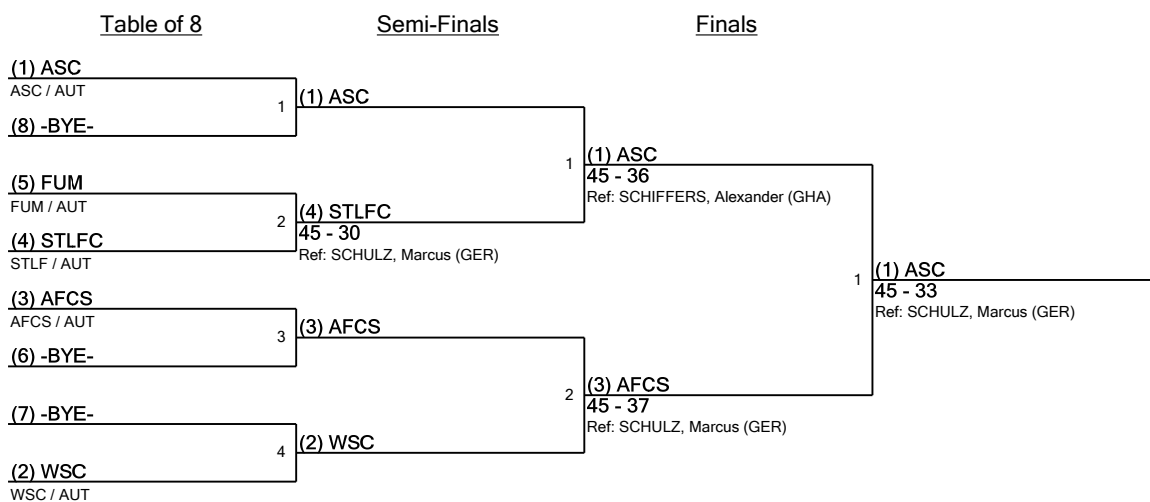 Table of 8
Semi-Finals
Finals
(1) ASC
ASC / AUT
1
(8) -BYE-
(1) ASC
(5) FUM
FUM / AUT
2
(4) STLFC
STLF / AUT
(4) STLFC
45 - 30
Ref: SCHULZ, Marcus (GER)
1
(1) ASC
45 - 36
Ref: SCHIFFERS, Alexander (GHA)
(3) AFCS
AFCS / AUT
3
(6) -BYE-
(3) AFCS
(7) -BYE-
4
(2) WSC
WSC / AUT
(2) WSC
2
(3) AFCS
45 - 37
Ref: SCHULZ, Marcus (GER)
1
(1) ASC
45 - 33
Ref: SCHULZ, Marcus (GER)